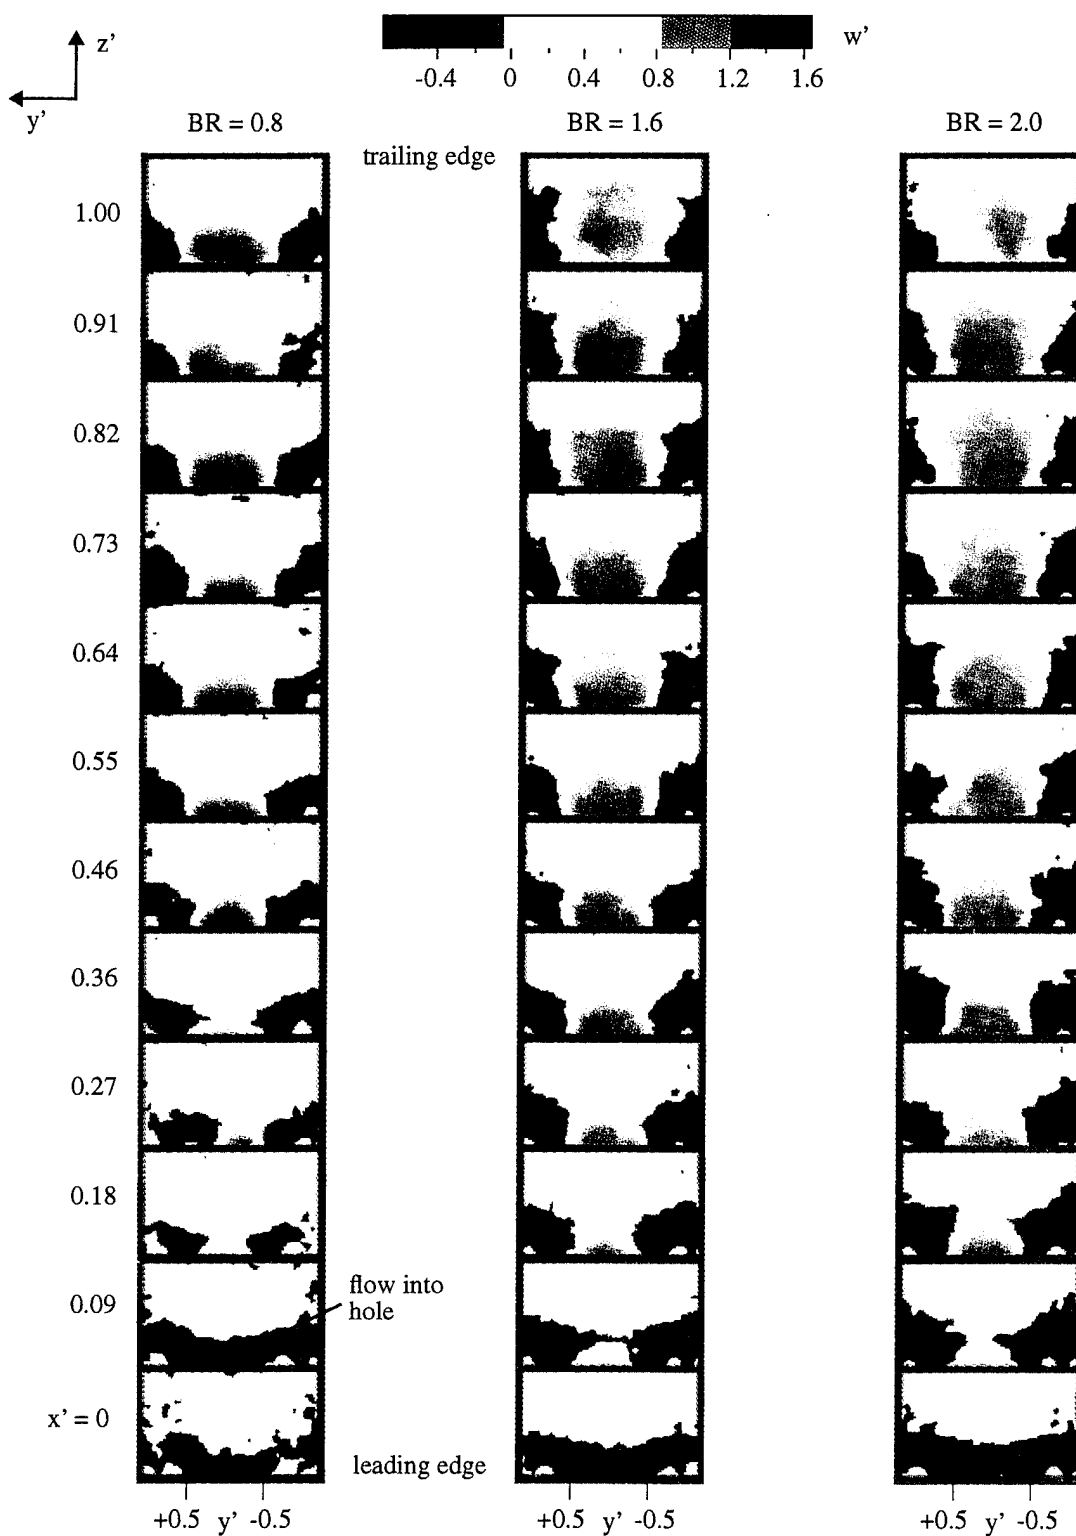 z'
w'
-0.4 0 0.4 0.8 1.2 1.6
y'
BR = 0.8 BR = 1.6 BR = 2.0
trailing edge
1.00
0.91
0.82
0.73
0.64
0.55
0.46
0.36
0.27
0.18
flow into
hole
0.09
x' = 0
leading edge
+0.5 y' -0.5 +0.5 y' -0.5 +0.5 y' -0.5